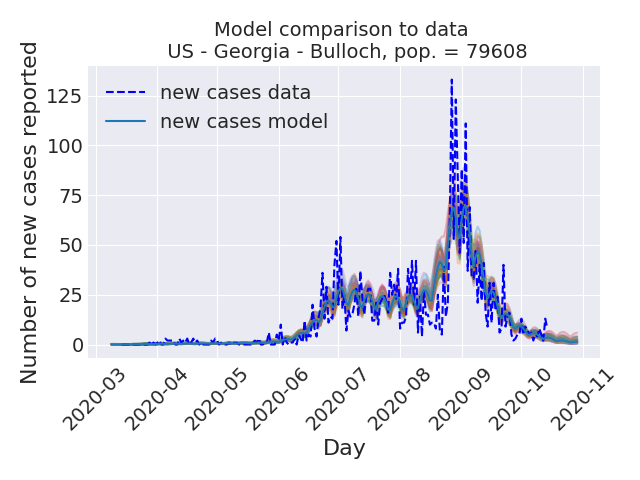 Model comparison to data
US - Georgia - Bulloch, pop. = 79608
Number of new cases reported
125
100
75
50
25
0
new cases data
new cases model
2020-03
2020-04
2020-05
2020-06
2020-07
2020-08
2020-09
2020-10
2020-11
Day